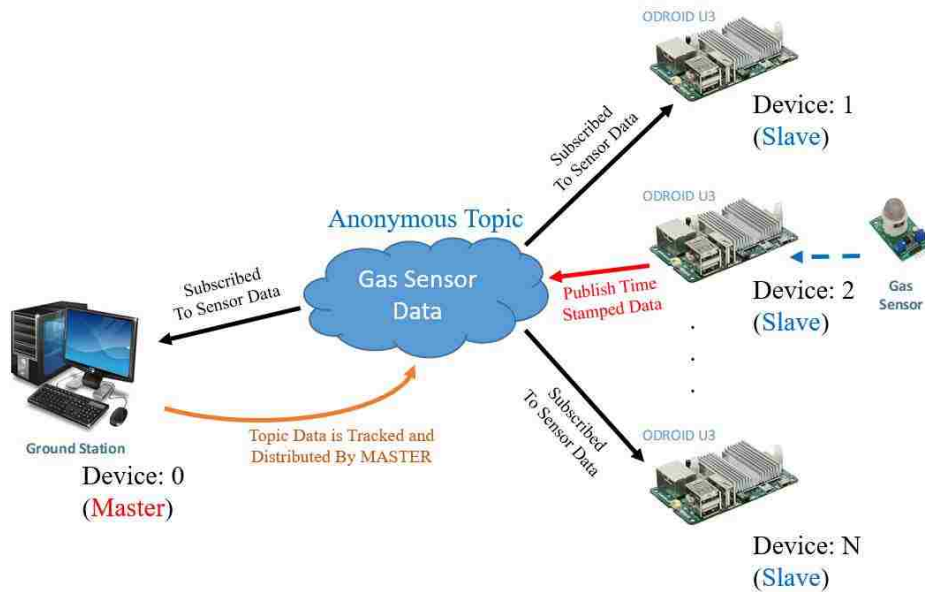 ODROID U3
Device: 1
(Slave)
Subscribed
To Sensor Data
Anonymous Topic
ODROID U3
Gas Sensor
Data
Subscribed
To Sensor Data
Publish Time
Stamped Data
Device: 2
(Slave)
Gas
Sensor
Subscribed
To Sensor Data
Ground Station
Topic Data is Tracked and
Distributed By MASTER
Device: 0
(Master)
ODROID U3
Device: N
(Slave)